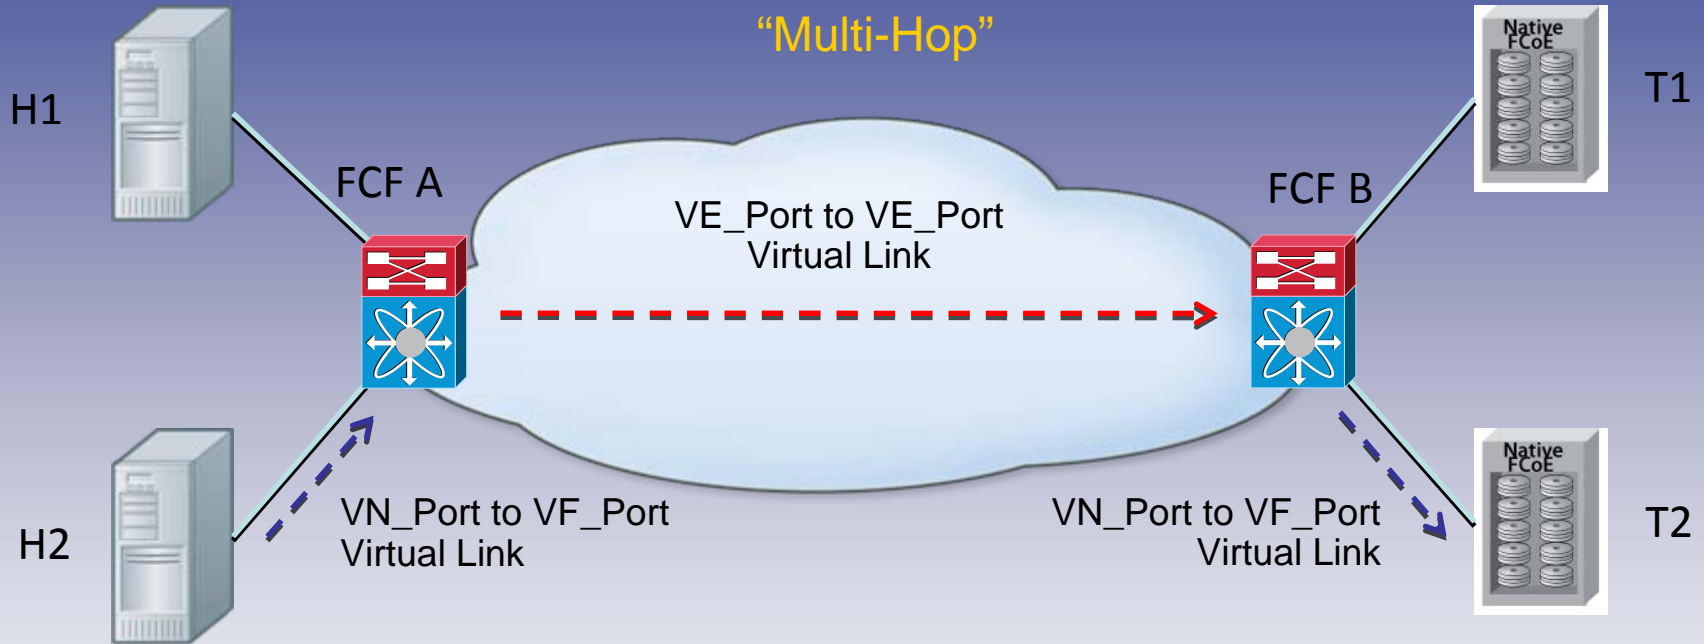 “Multi-Hop”
Native
FCoE
H1
T1
FCF A
FCF B
VE_Port to VE_Port
Virtual Link
Native
FCoE
VN_Port to VF_Port
Virtual Link
VN_Port to VF_Port
Virtual Link
H2
T2